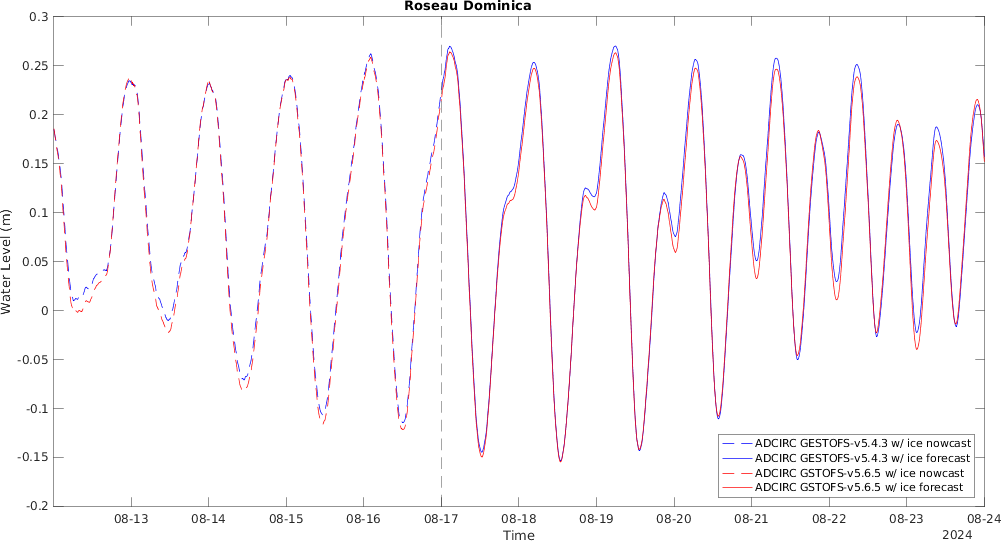 Roseau Dominica
0.3
0.25
0.2
0.15
0.1
0.05
0
-0.05
-0.1
-0.15
-0.2
Water Level (m)
ADCIRC GESTOFS-v5.4.3 w/ ice nowcast
ADCIRC GESTOFS-v5.4.3 w/ ice forecast
ADCIRC GSTOFS-v5.6.5 w/ ice nowcast
ADCIRC GSTOFS-v5.6.5 w/ ice forecast
08-13 08-14 08-15 08-16 08-17 08-18 08-19 08-20 08-21 08-22 08-23 08-24
2024
Time